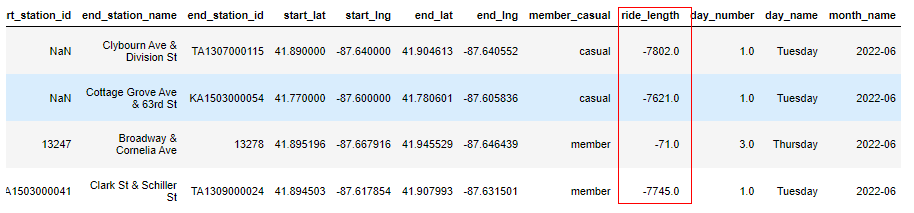 rt_station_id end_station_name end_station_id start_lat start_lng end_lat end_lng member_casual ride_length day_number day_name month_name
NaN Clybourn Ave & Division St TA1307000115 41.890000 -87.640000 41.904613 -87.640552 casual -7802.0 1.0 Tuesday 2022-06
NaN Cottage Grove Ave & 63rd St KA1503000054 41.770000 -87.600000 41.780601 -87.605836 casual -7621.0 1.0 Tuesday 2022-06
13247 Broadway & Cornelia Ave 13278 41.895196 -87.667916 41.945529 -87.646439 member -71.0 3.0 Thursday 2022-06
A1503000041 Clark St & Schiller St TA1309000024 41.894503 -87.617854 41.907993 -87.631501 member -7745.0 1.0 Tuesday 2022-06